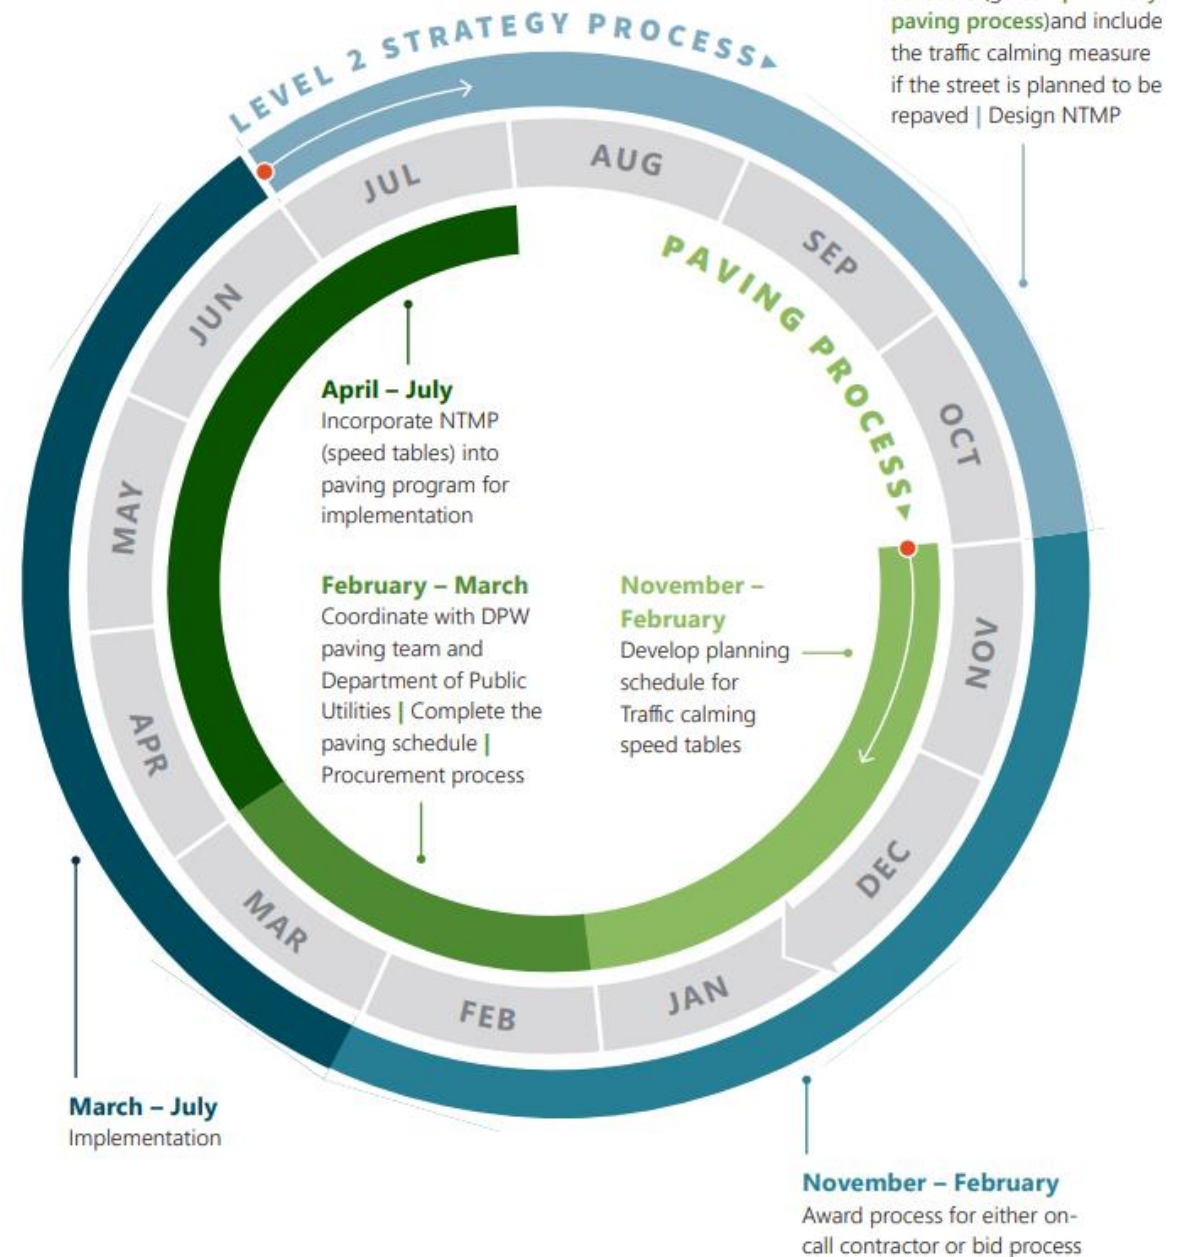 LEVEL 2 STRATEGY PROCESS▸
paving process)and include
the traffic calming measure
if the street is planned to be
repaved | Design NTMP
JUL
AUG
SEP
OCT
NOV
DEC
JAN
FEB
MAR
APR
MAY
JUN
PAVING PROCESS▸
April – July
Incorporate NTMP
(speed tables) into
paving program for
implementation
February – March
Coordinate with DPW
paving team and
Department of Public
Utilities | Complete the
paving schedule |
Procurement process
November –
February
Develop planning
schedule for
Traffic calming
speed tables
March – July
Implementation
November – February
Award process for either on-
call contractor or bid process